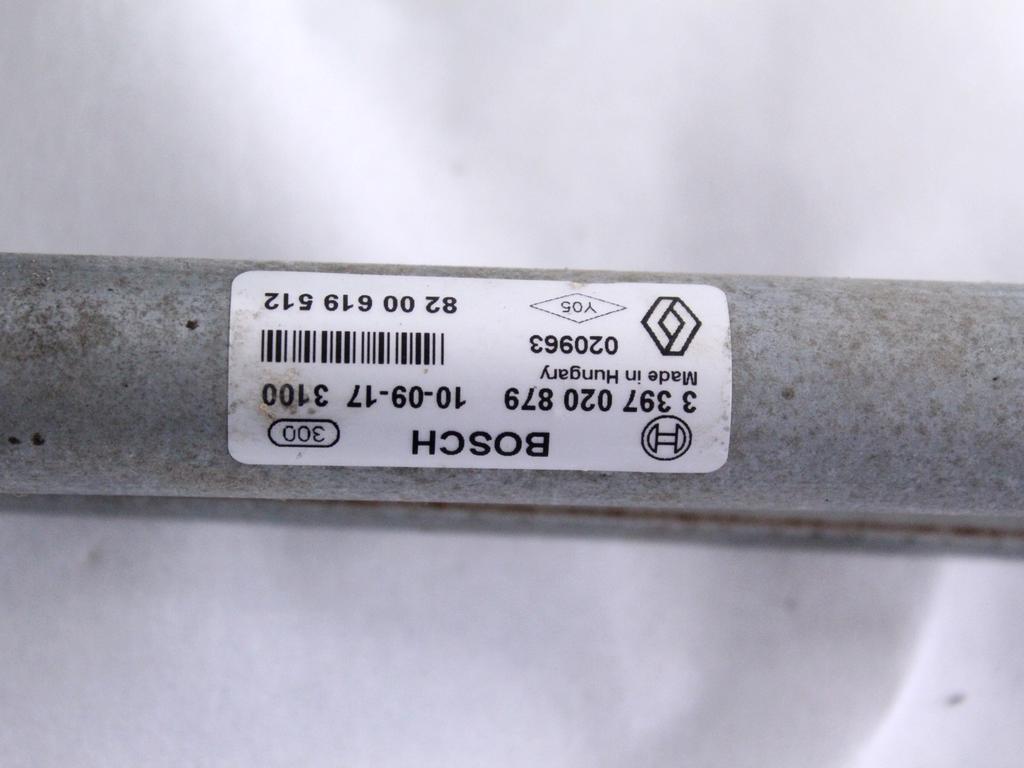 BOSCH 300
3 397 020 879 10-09-17 3100
Made in Hungary
020963
Y05 82 00 619 512